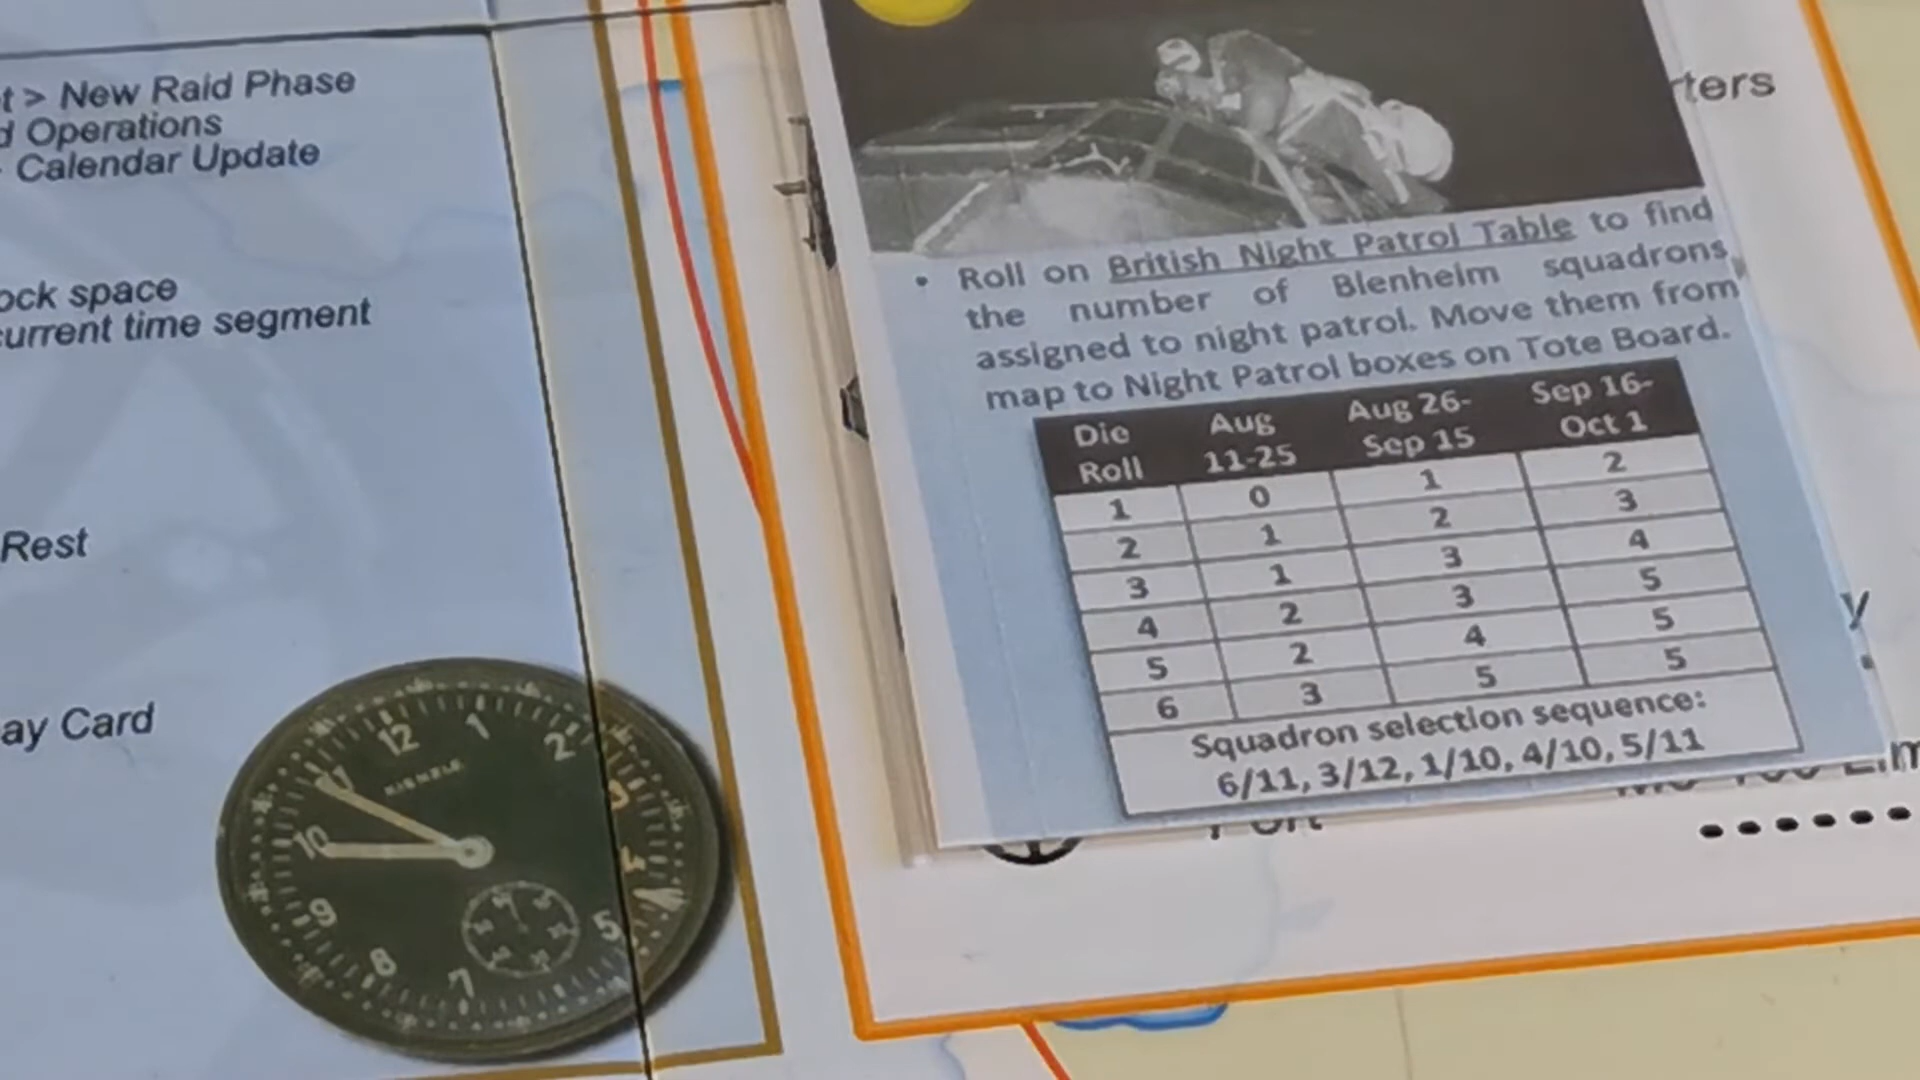 t > New Raid Phase
d Operations
- Calendar Update
ock space
current time segment
Rest
ay Card
12 1 2 3 4 5 7 8 9 10 11
KIENZLE
• Roll on British Night Patrol Table to find
the number of Blenheim squadrons
assigned to night patrol. Move them from
map to Night Patrol boxes on Tote Board.
Die Roll Aug 11-25 Aug 26- Sep 15 Sep 16- Oct 1
1 0 1 2
2 1 2 3
3 1 3 4
4 2 3 5
5 2 4 5
6 3 5 5
Squadron selection sequence:
6/11, 3/12, 1/10, 4/10, 5/11
rters
y
Port